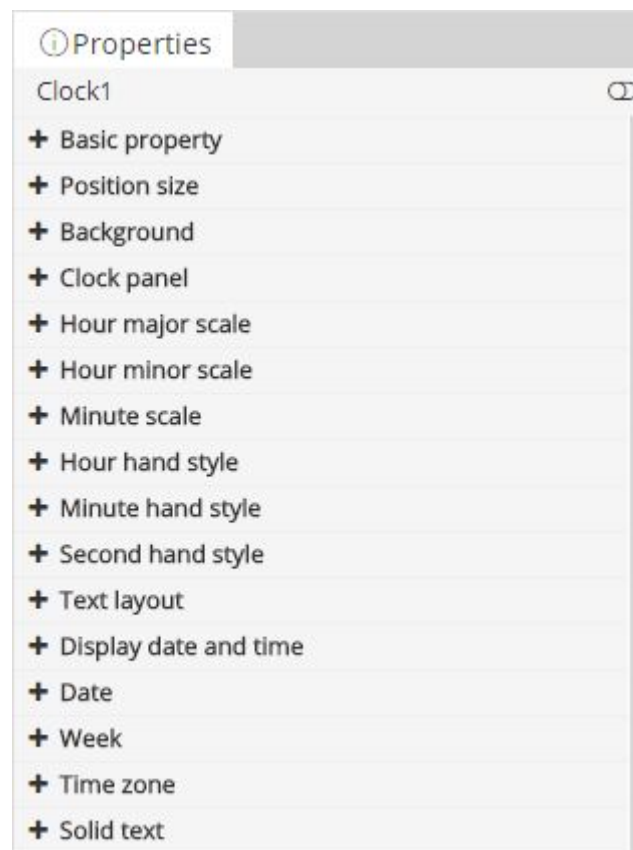 Properties
Clock1
Basic property
Position size
Background
Clock panel
Hour major scale
Hour minor scale
Minute scale
Hour hand style
Minute hand style
Second hand style
Text layout
Display date and time
Date
Week
Time zone
Solid text